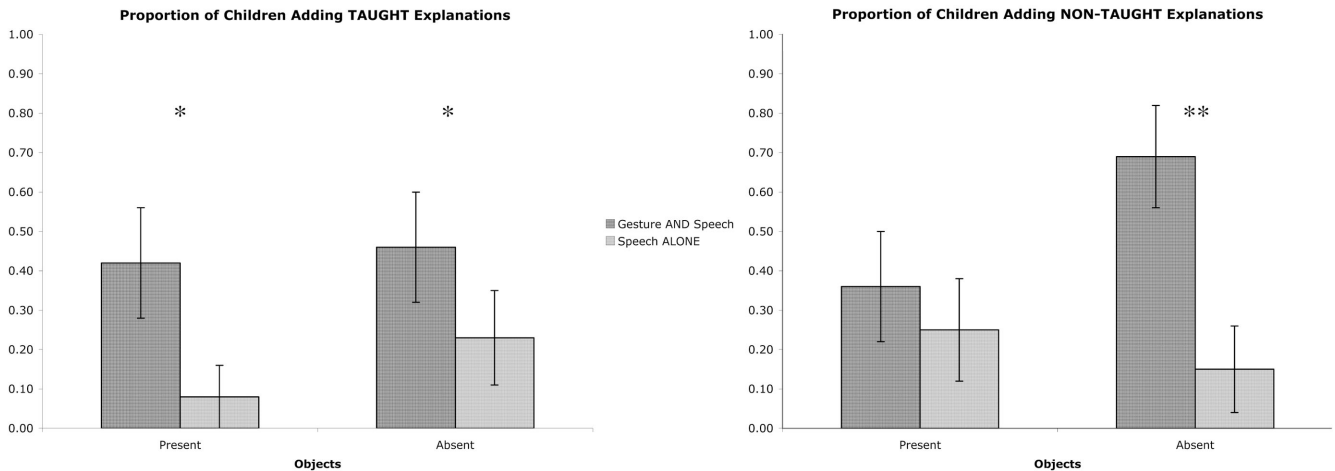 Proportion of Children Adding TAUGHT Explanations
1.00
0.90
0.80
0.70
0.60
0.50
0.40
0.30
0.20
0.10
0.00
*
*
Present
Absent
Objects
Gesture AND Speech
Speech ALONE
Proportion of Children Adding NON-TAUGHT Explanations
1.00
0.90
0.80
0.70
0.60
0.50
0.40
0.30
0.20
0.10
0.00
**
Present
Absent
Objects